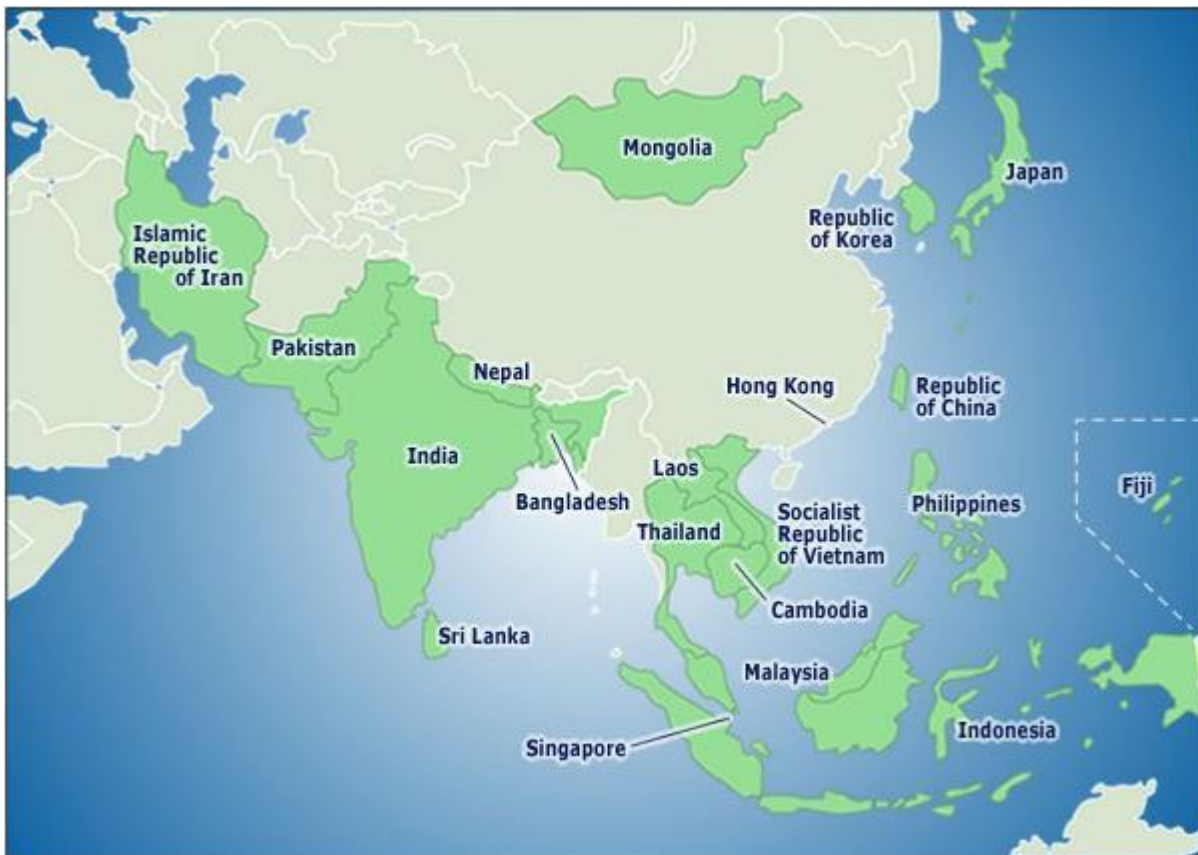 Mongolia
Japan
Republic
of Korea
Islamic
Republic
of Iran
Pakistan
Nepal
Hong Kong
Republic
of China
India
Laos
Bangladesh
Fiji
Philippines
Thailand
Socialist
Republic
of Vietnam
Cambodia
Sri Lanka
Malaysia
Singapore
Indonesia